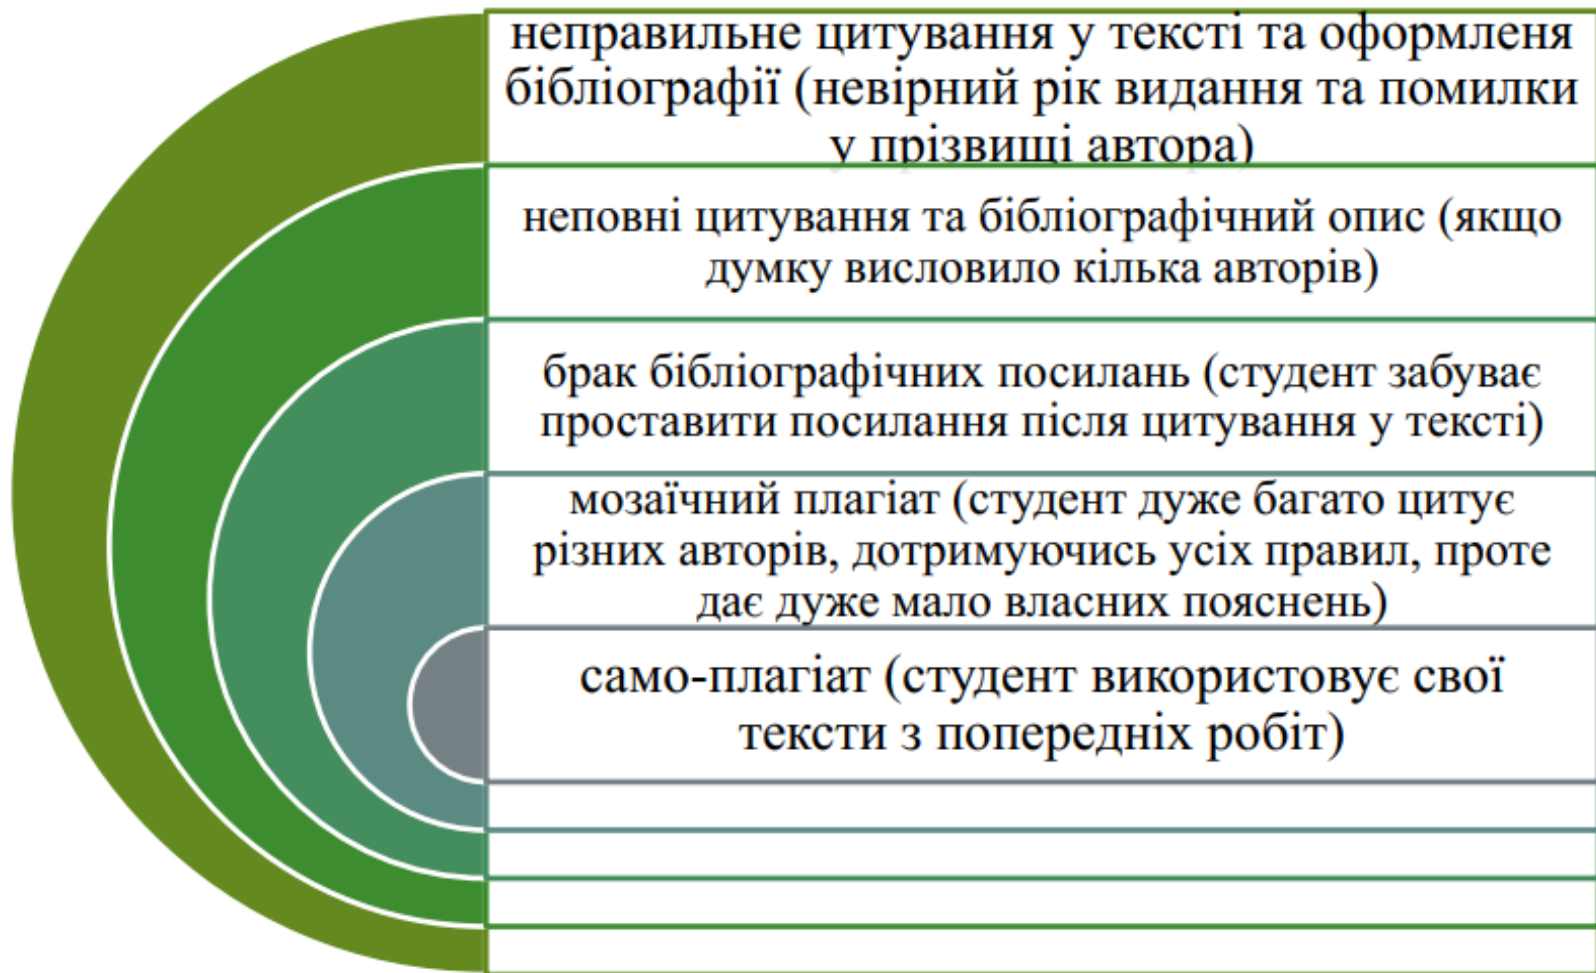 неправильне цитування у тексті та оформленя
бібліографії (невірний рік видання та помилки
у прізвищі автора)
неповні цитування та бібліографічний опис (якщо
думку висловило кілька авторів)
брак бібліографічних посилань (студент забуває
проставити посилання після цитування у тексті)
мозаїчний плагіат (студент дуже багато цитує
різних авторів, дотримуючись усіх правил, проте
дає дуже мало власних пояснень)
само-плагіат (студент використовує свої
тексти з попередніх робіт)